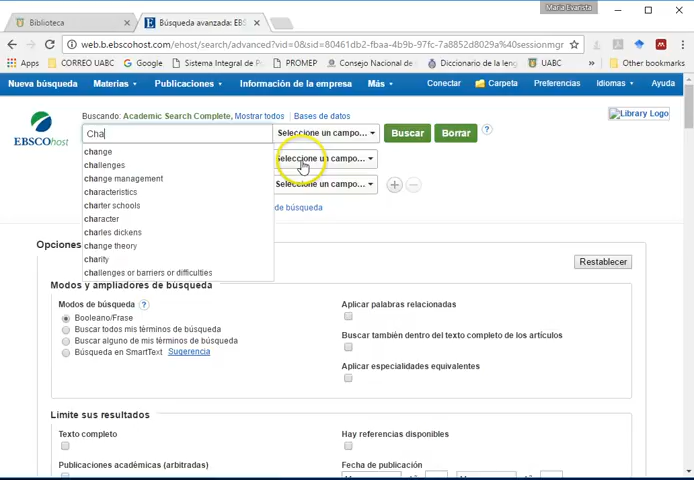 Maria Evarista
Biblioteca
Búsqueda avanzada: EBS
web.b.ebscohost.com/ehost/search/advanced?vid=0&sid=80461db2-fbaa-4b9b-97fc-7a8852d8029a%40sessionmgr
Apps CORREO UABC Google Sistema Integral de P PROMEP Consejo Nacional de Diccionario de la leng UABC » Other bookmarks
Nueva búsqueda Materias Publicaciones Información de la empresa Más Conectar Carpeta Preferencias Idiomas Ayuda
Buscando: Academic Search Complete, Mostrar todos | Bases de datos
Library Logo
EBSCOhost
Cha Seleccione un campo... Buscar Borrar ?
change
Seleccione un campo...
challenges
change management
Seleccione un campo...
characteristics
charter schools
de búsqueda
character
charles dickens
change theory
charity
challenges or barriers or difficulties
Opciones
Restablecer
Modos y ampliadores de búsqueda
Modos de búsqueda ?
Booleano/Frase
Buscar todos mis términos de búsqueda
Buscar alguno de mis términos de búsqueda
Búsqueda en SmartText Sugerencia
Aplicar palabras relacionadas
Buscar también dentro del texto completo de los artículos
Aplicar especialidades equivalentes
Limite sus resultados
Texto completo
Hay referencias disponibles
Publicaciones académicas (arbitradas)
Fecha de publicación